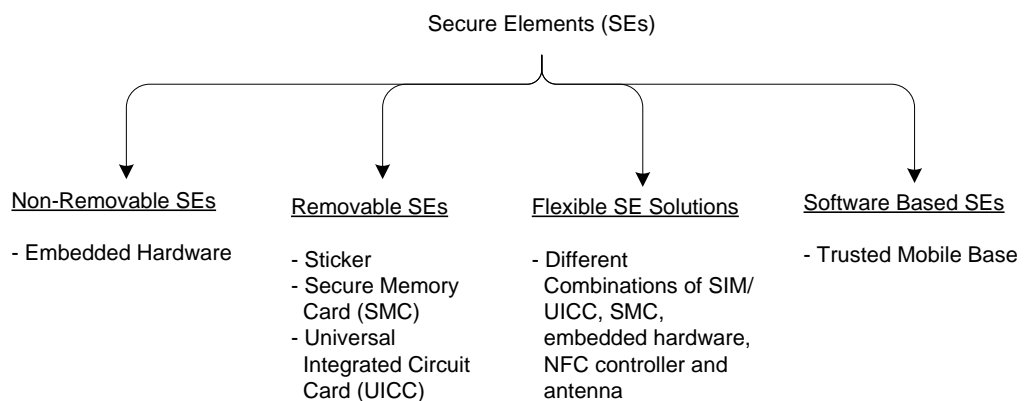 Secure Elements (SEs)
Non-Removable SEs
- Embedded Hardware
Removable SEs
- Sticker
- Secure Memory
Card (SMC)
- Universal
Integrated Circuit
Card (UICC)
Flexible SE Solutions
- Different
Combinations of SIM/
UICC, SMC,
embedded hardware,
NFC controller and
antenna
Software Based SEs
- Trusted Mobile Base